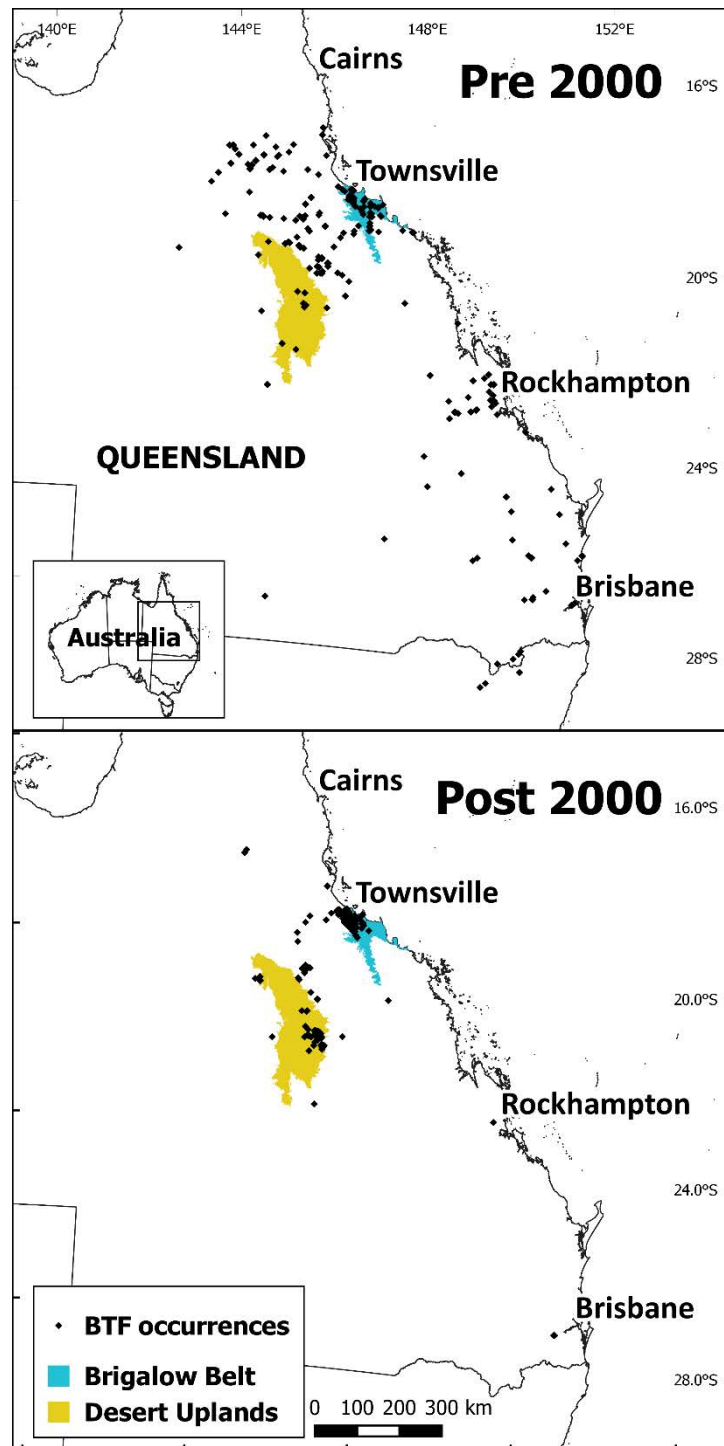 140°E 144°E 148°E 152°E
Cairns
Pre 2000
16°S
Townsville
20°S
Rockhampton
QUEENSLAND
24°S
Brisbane
Australia
28°S
Cairns
Post 2000
16.0°S
Townsville
20.0°S
Rockhampton
24.0°S
Brisbane
BTF occurrences
Brigalow Belt
28.0°S
Desert Uplands
0 100 200 300 km